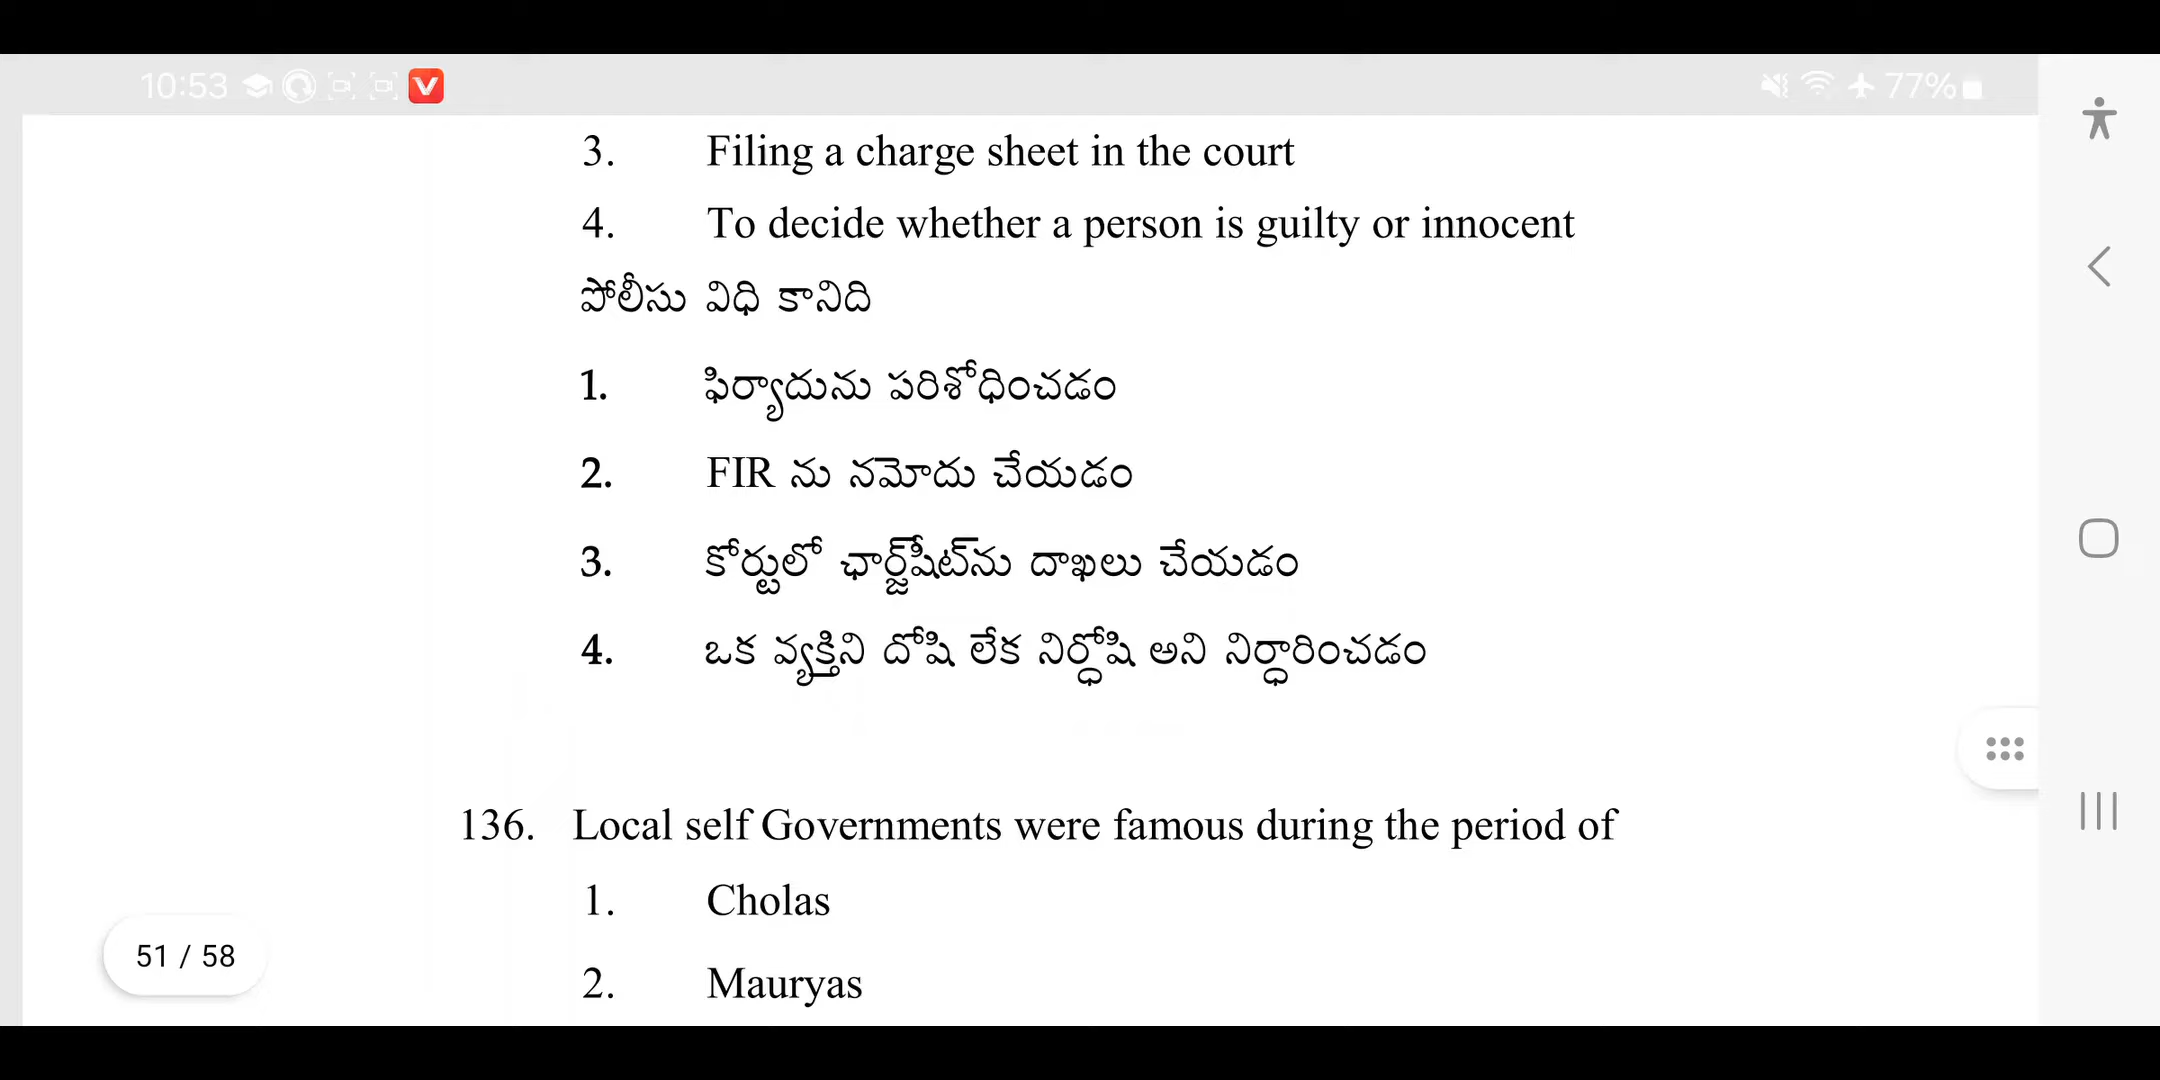 10:53 77%
3. Filing a charge sheet in the court
4. To decide whether a person is guilty or innocent
పోలీసు విధి కానిది
1. ఫిర్యాదును పరిశోధించడం
2. FIR ను నమోదు చేయడం
3. కోర్టులో ఛార్జ్‌షీట్‌ను దాఖలు చేయడం
4. ఒక వ్యక్తిని దోషి లేక నిర్ధోషి అని నిర్ధారించడం
136. Local self Governments were famous during the period of
1. Cholas
51 / 58
2. Mauryas